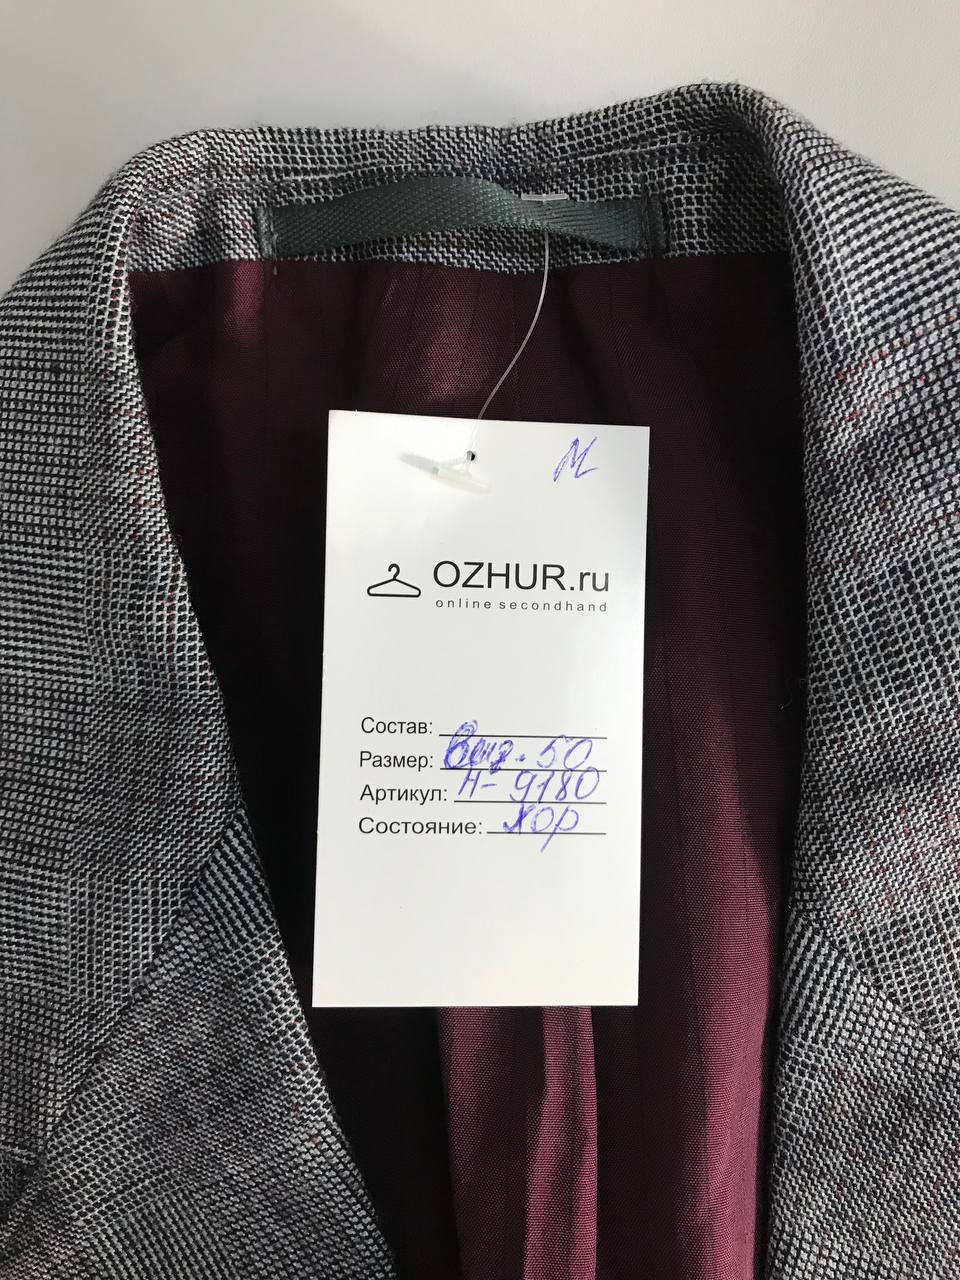 М
OZHUR.ru
online secondhand
Состав:
Размер: 50
Артикул: Н-9180
Состояние: хор